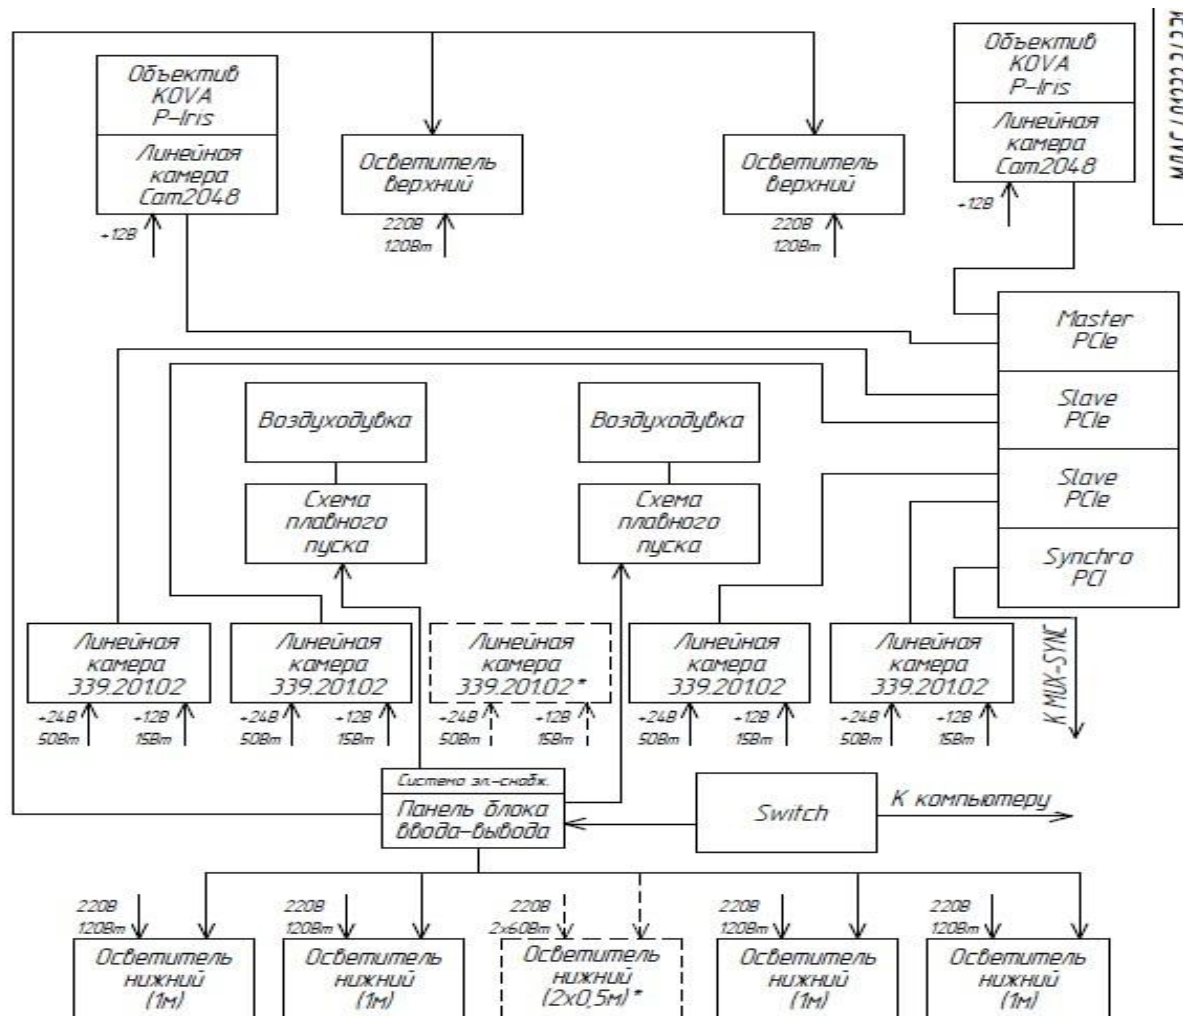 Объектив
KOVA
P-Iris
Линейная
камера
Cam2048
+12В
Осветитель
верхний
220В
120Вт
Осветитель
верхний
220В
120Вт
Объектив
KOVA
P-Iris
Линейная
камера
Cam2048
+12В
Master
PCIe
Slave
PCIe
Slave
PCIe
Synchro
PCI
К MUX-SYNC
Воздуходувка
Схема
плавного
пуска
Воздуходувка
Схема
плавного
пуска
Линейная
камера
339.201.02
+24В
50Вт
+12В
15Вт
Линейная
камера
339.201.02
+24В
50Вт
+12В
15Вт
Линейная
камера
339.201.02*
+24В
50Вт
+12В
15Вт
Линейная
камера
339.201.02
+24В
50Вт
+12В
15Вт
Линейная
камера
339.201.02
+24В
50Вт
+12В
15Вт
Система эл.-снабж.
Панель блока
ввода-вывода
Switch
К компьютеру
220В
120Вт
Осветитель
нижний
(1м)
220В
120Вт
Осветитель
нижний
(1м)
220В
2х60Вт
Осветитель
нижний
(2х0,5м)*
220В
120Вт
Осветитель
нижний
(1м)
220В
120Вт
Осветитель
нижний
(1м)